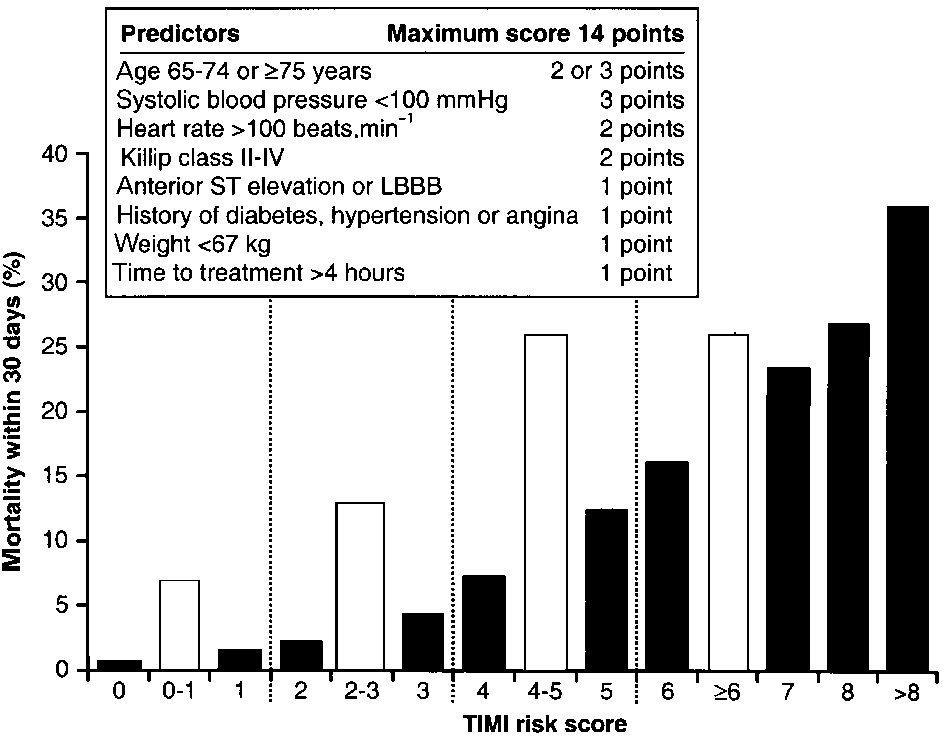 Predictors Maximum score 14 points
Age 65-74 or ≥75 years 2 or 3 points
Systolic blood pressure <100 mmHg 3 points
Heart rate >100 beats.min⁻¹ 2 points
Killip class II-IV 2 points
Anterior ST elevation or LBBB 1 point
History of diabetes, hypertension or angina 1 point
Weight <67 kg 1 point
Time to treatment >4 hours 1 point
Mortality within 30 days (%)
40
35
30
25
20
15
10
5
0
0 0-1 1 2 2-3 3 4 4-5 5 6 ≥6 7 8 >8
TIMI risk score